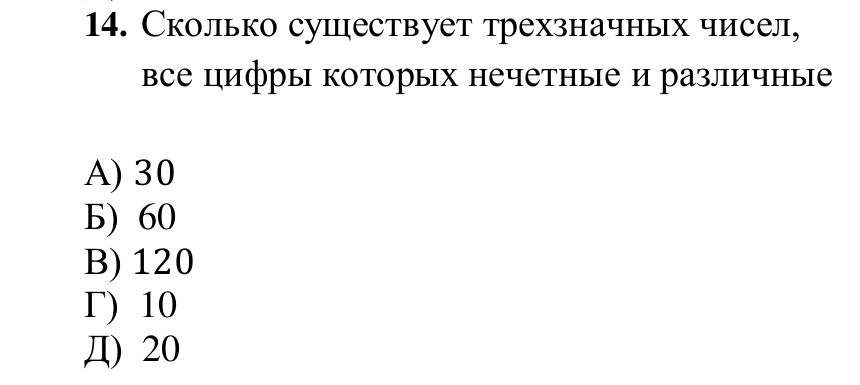 14. Сколько существует трехзначных чисел,
все цифры которых нечетные и различные
А) 30
Б) 60
В) 120
Г) 10
Д) 20